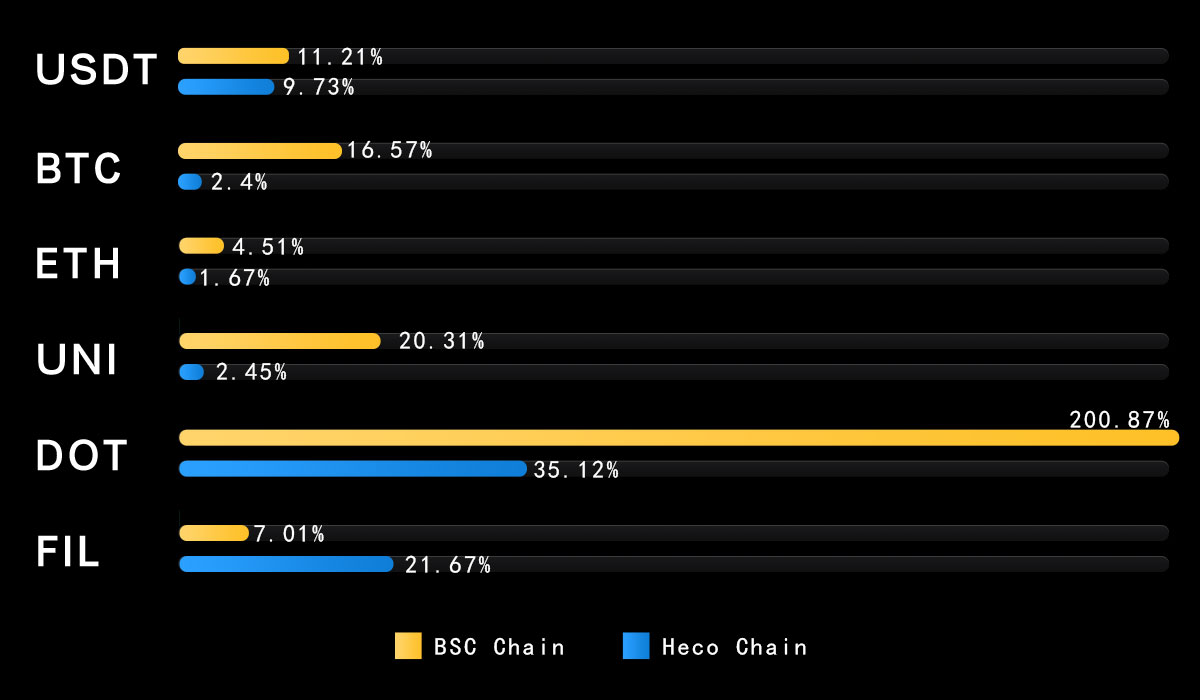 USDT
11.21%
9.73%
BTC
16.57%
2.4%
ETH
4.51%
1.67%
UNI
20.31%
2.45%
DOT
200.87%
35.12%
FIL
7.01%
21.67%
BSC Chain
Heco Chain